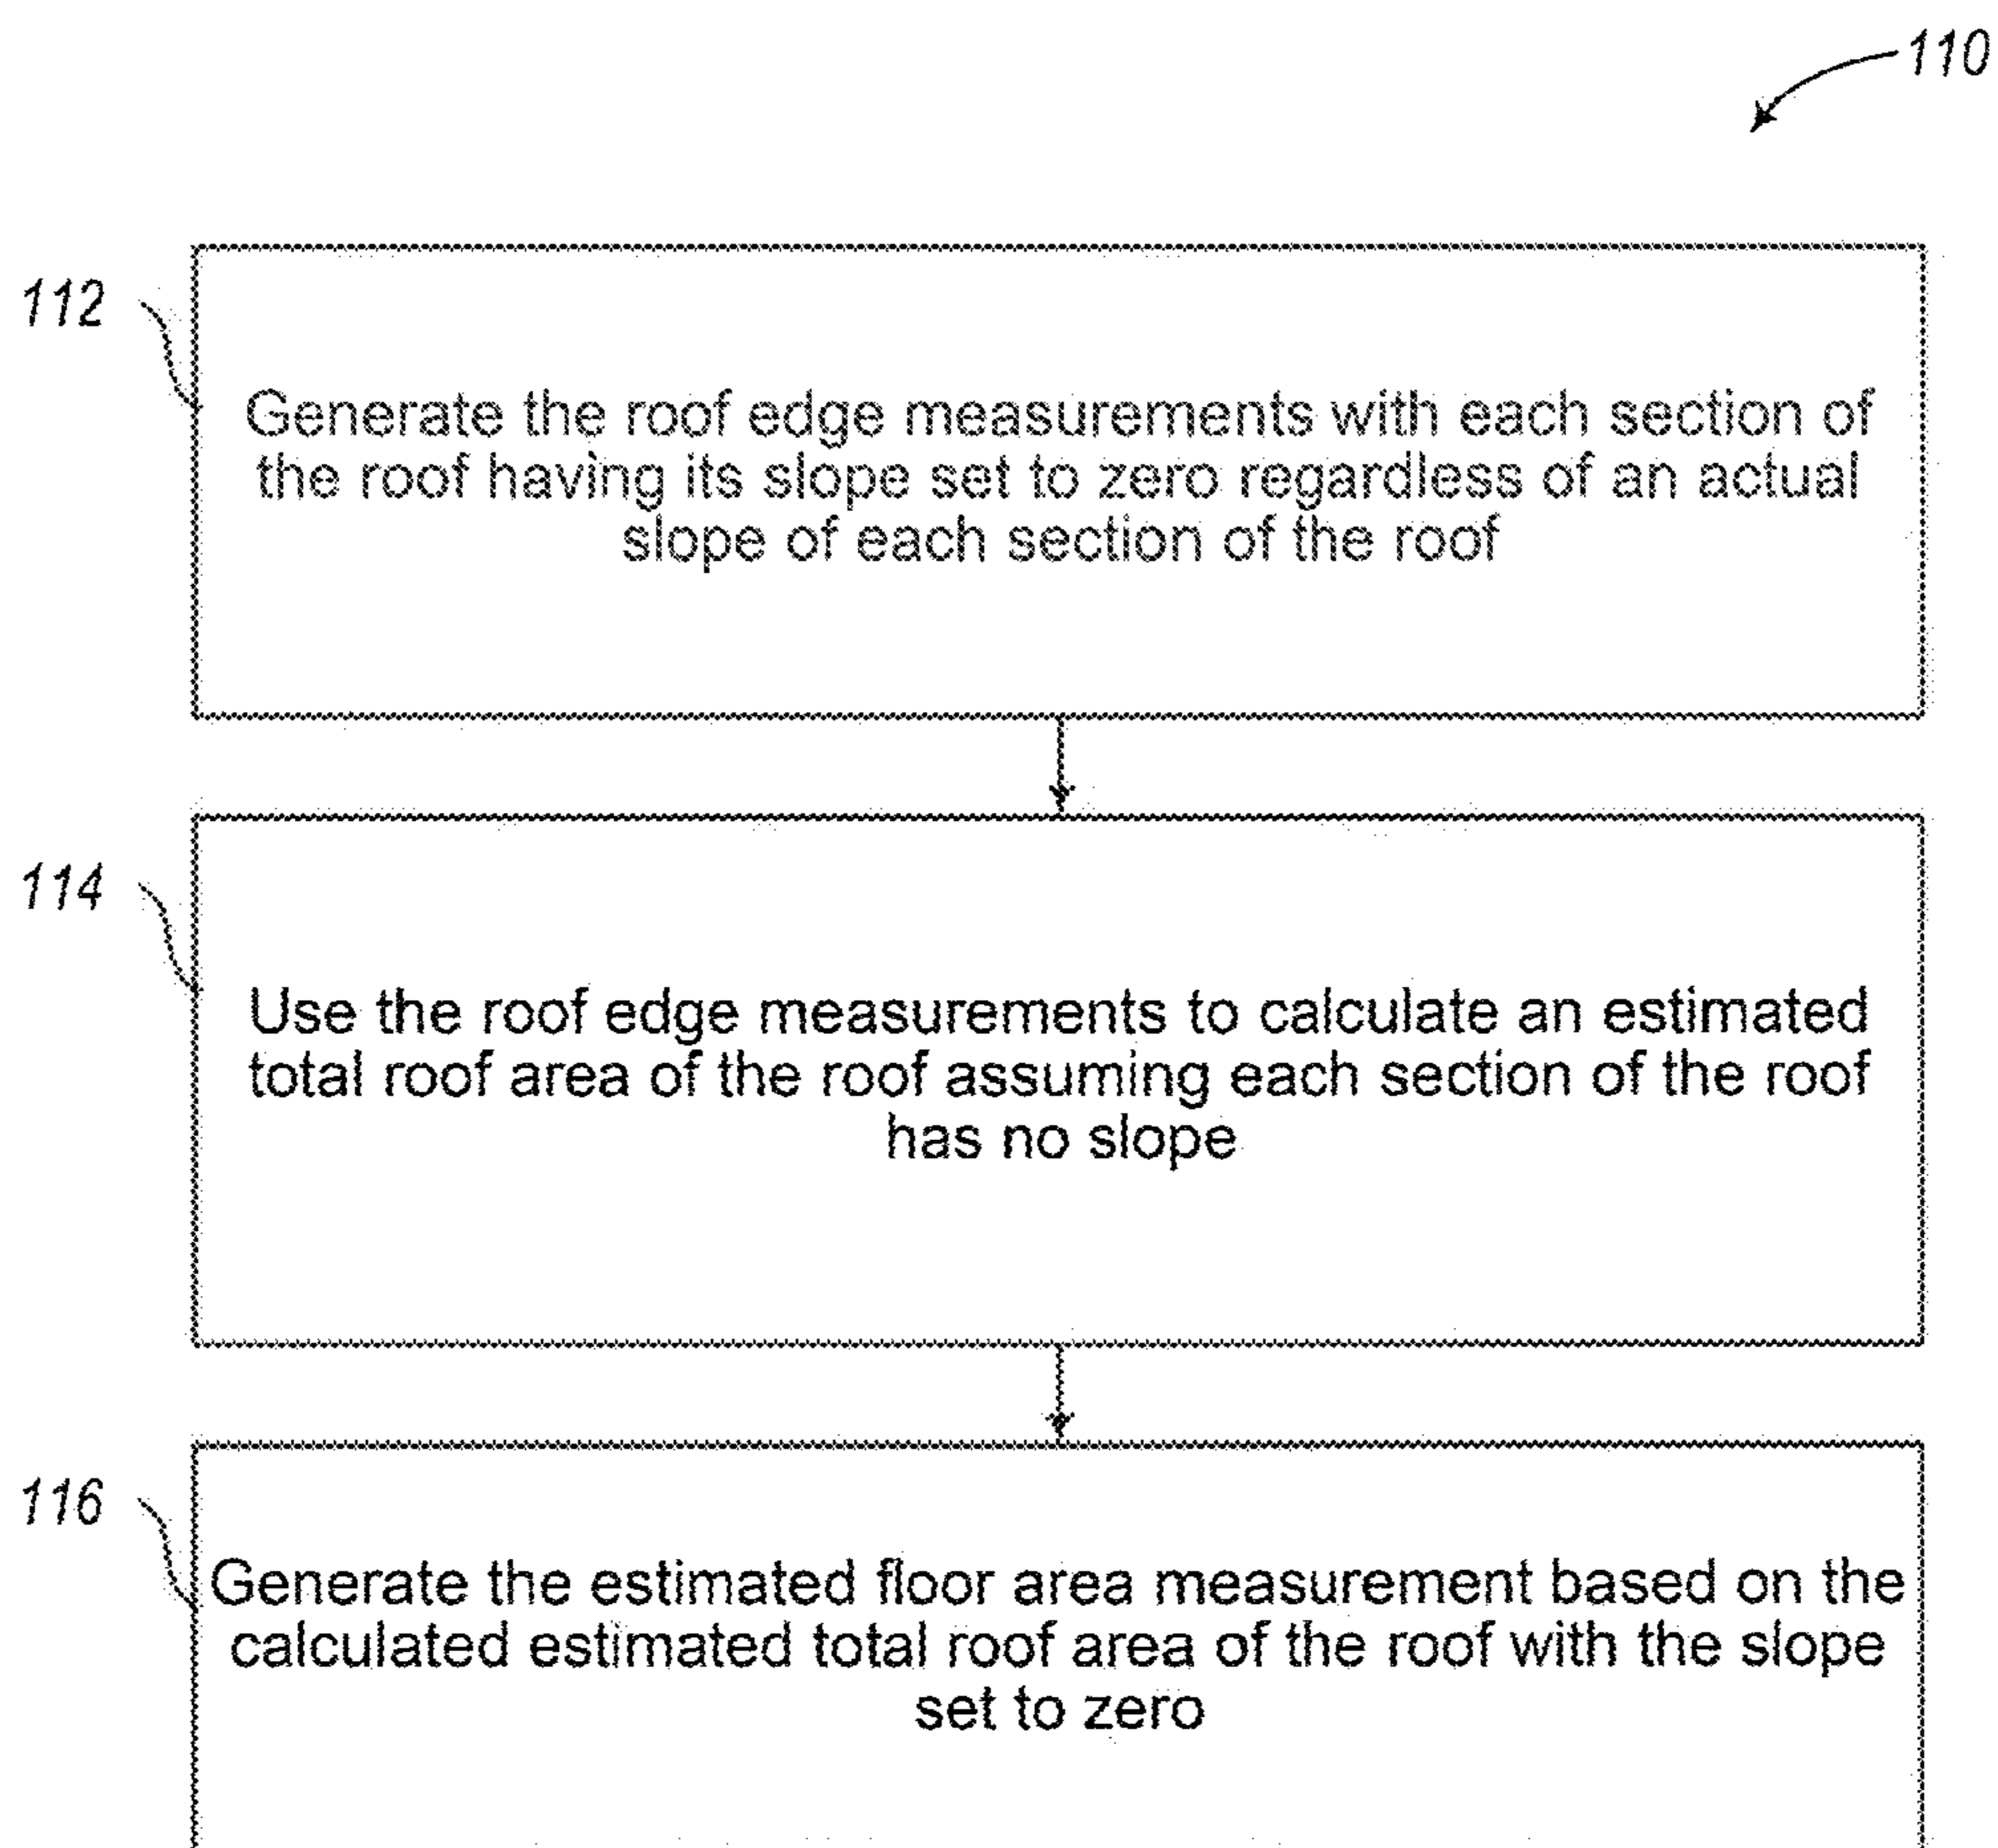 110
112
Generate the roof edge measurements with each section of
the roof having its slope set to zero regardless of an actual
slope of each section of the roof
114
Use the roof edge measurements to calculate an estimated
total roof area of the roof assuming each section of the roof
has no slope
116
Generate the estimated floor area measurement based on the
calculated estimated total roof area of the roof with the slope
set to zero